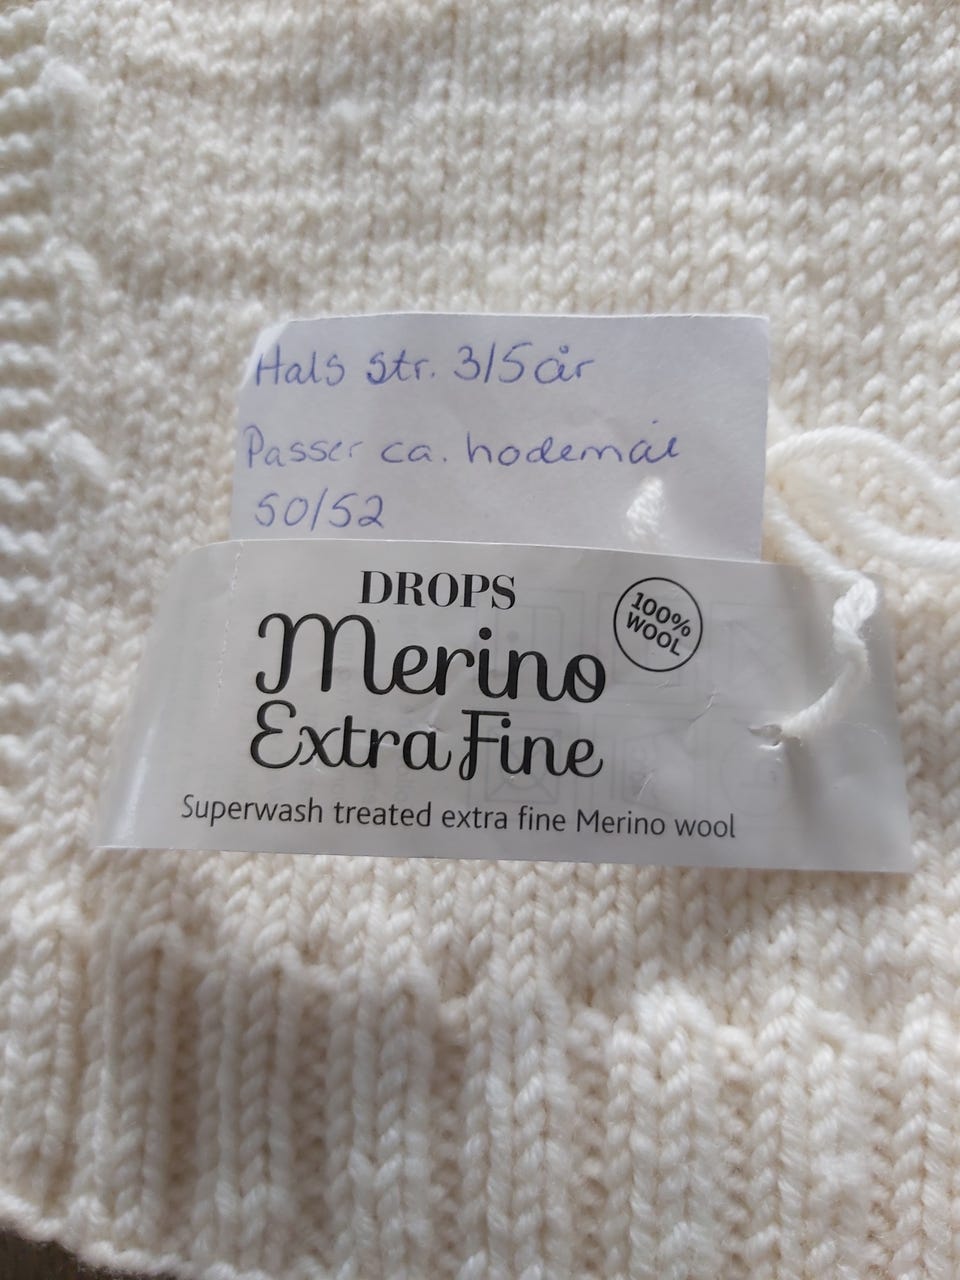 Hals str. 3/5 år
Passer ca. hodemål
50/52
DROPS
Merino
Extra Fine
100%
WOOL
Superwash treated extra fine Merino wool